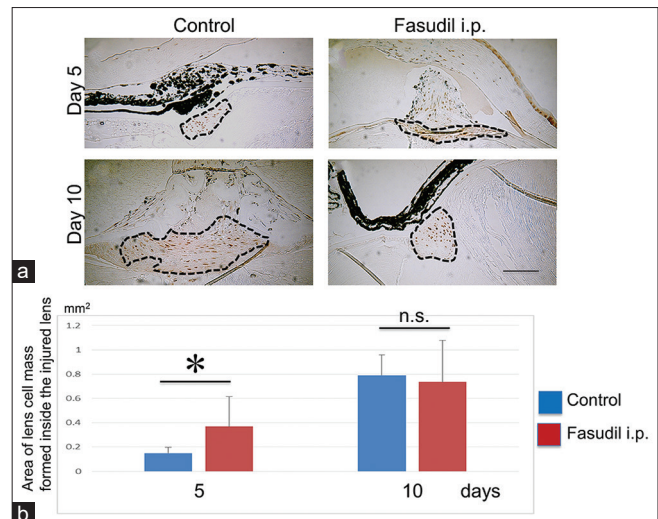 Control
Fasudil i.p.
Day 5
Day 10
a
Area of lens cell mass
formed inside the injured lens
mm²
1.2
1
0.8
0.6
0.4
0.2
0
*
n.s.
5
10
days
Control
Fasudil i.p.
b